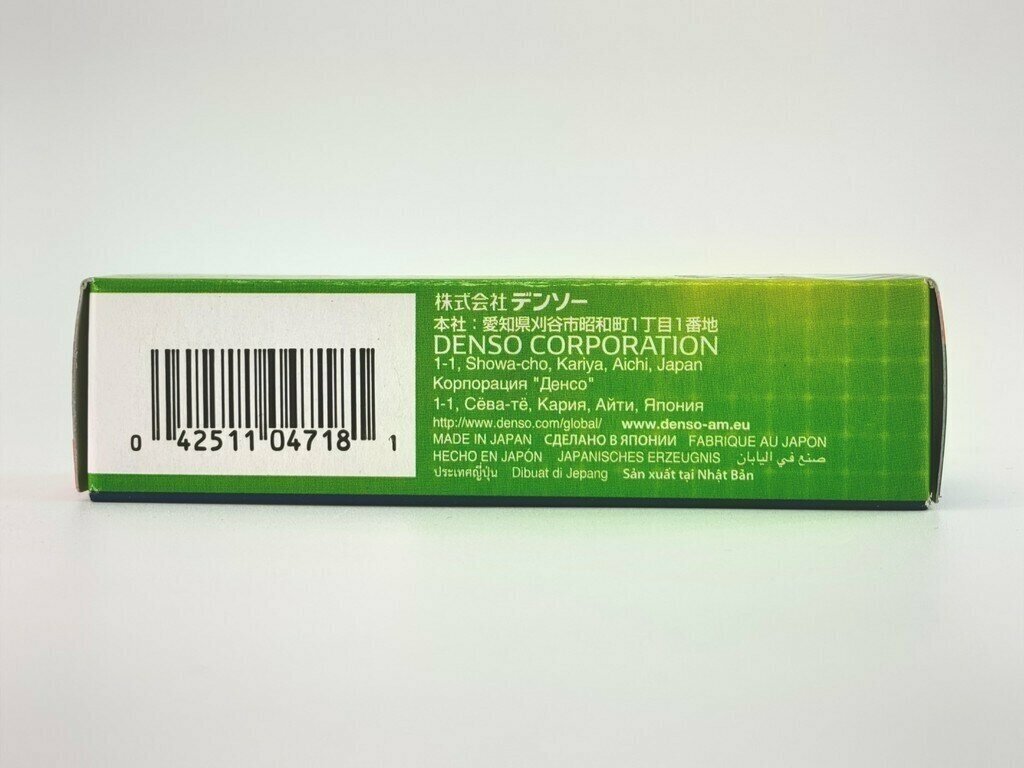 0 42511 04718 1
株式会社 デンソー
本社：愛知県刈谷市昭和町1丁目1番地
DENSO CORPORATION
1-1, Showa-cho, Kariya, Aichi, Japan
Корпорация "Денсо"
1-1, Сёва-тё, Кария, Айти, Япония
http://www.denso.com/global/ www.denso-am.eu
MADE IN JAPAN СДЕЛАНО В ЯПОНИИ FABRIQUE AU JAPON
HECHO EN JAPÓN JAPANISCHES ERZEUGNIS صنع في اليابان
ประเทศญี่ปุ่น Dibuat di Jepang Sản xuất tại Nhật Bản